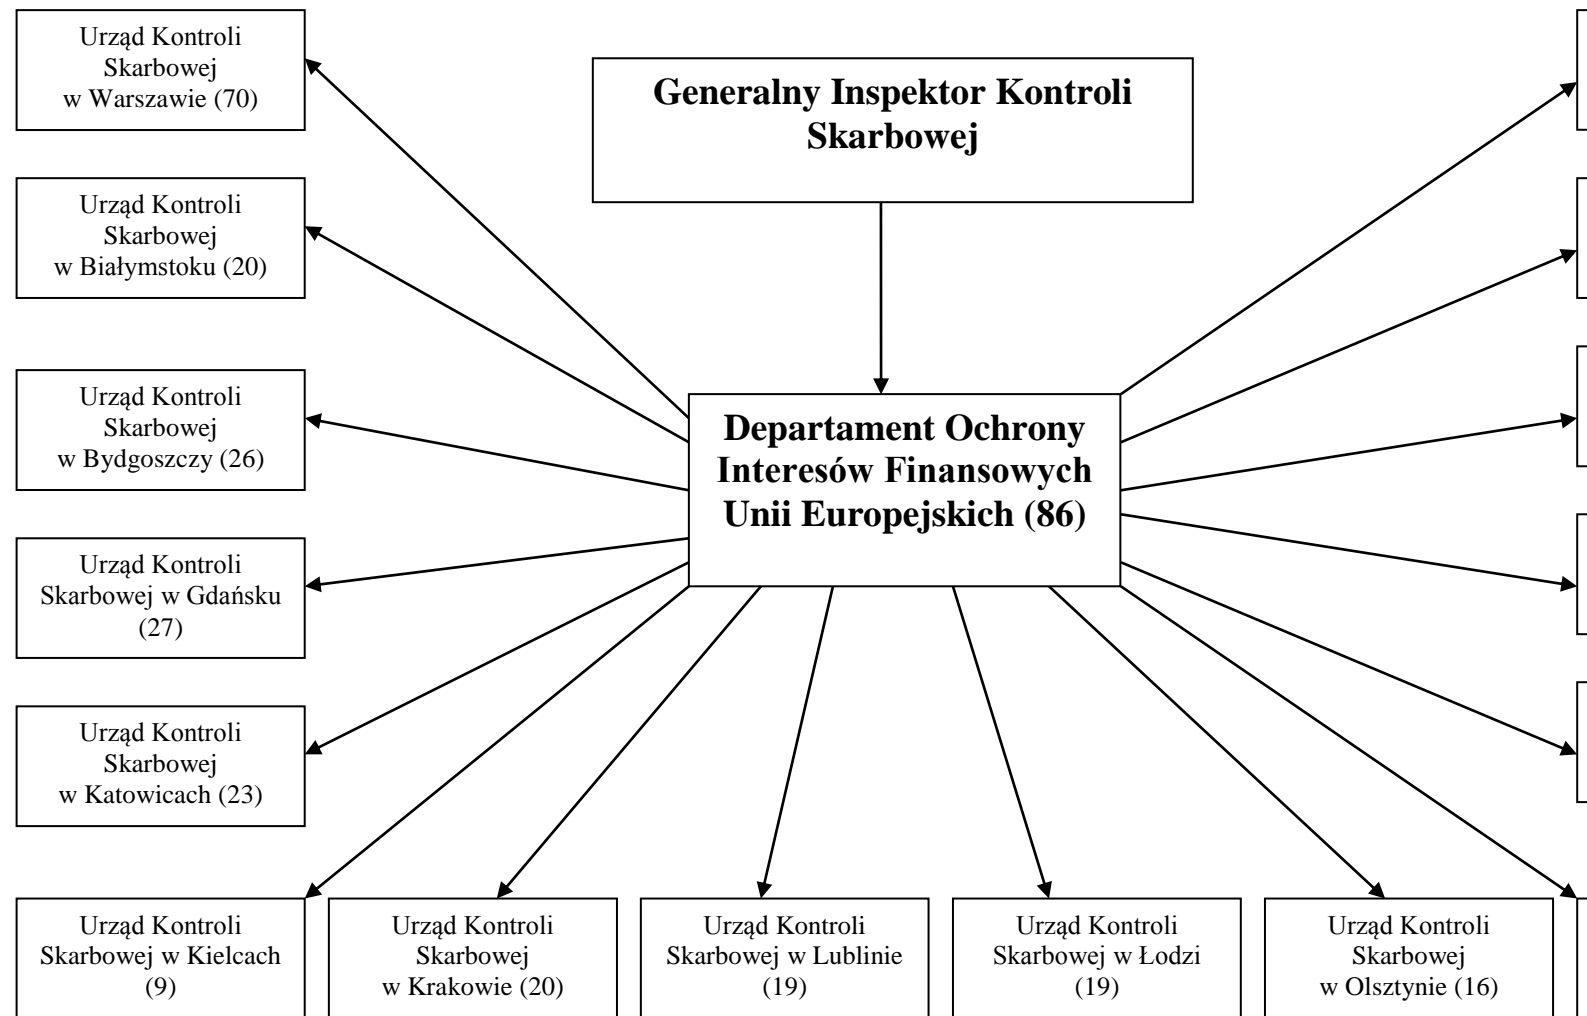 Urząd Kontroli
Skarbowej
w Warszawie (70)
Generalny Inspektor Kontroli
Skarbowej
Urząd Kontroli
Skarbowej
w Białymstoku (20)
Urząd Kontroli
Skarbowej
w Bydgoszczy (26)
Departament Ochrony
Interesów Finansowych
Unii Europejskich (86)
Urząd Kontroli
Skarbowej w Gdańsku
(27)
Urząd Kontroli
Skarbowej
w Katowicach (23)
Urząd Kontroli
Skarbowej w Kielcach
(9)
Urząd Kontroli
Skarbowej
w Krakowie (20)
Urząd Kontroli
Skarbowej w Lublinie
(19)
Urząd Kontroli
Skarbowej w Łodzi
(19)
Urząd Kontroli
Skarbowej
w Olsztynie (16)